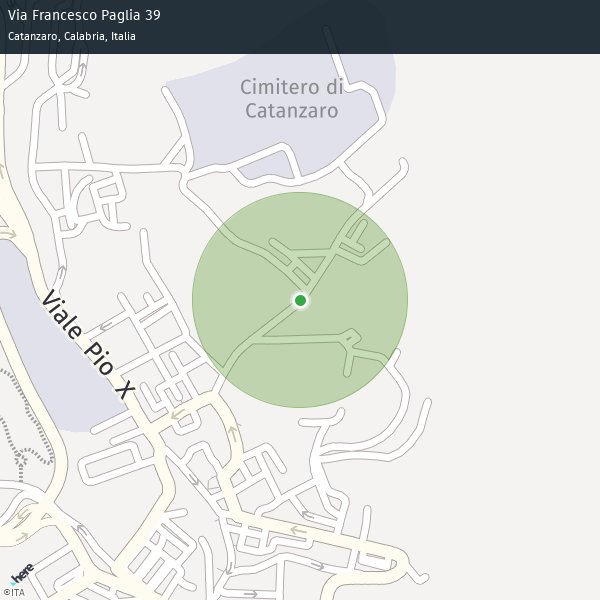 Via Francesco Paglia 39
Catanzaro, Calabria, Italia
Cimitero di
Catanzaro
Viale Pio X
here
©ITA